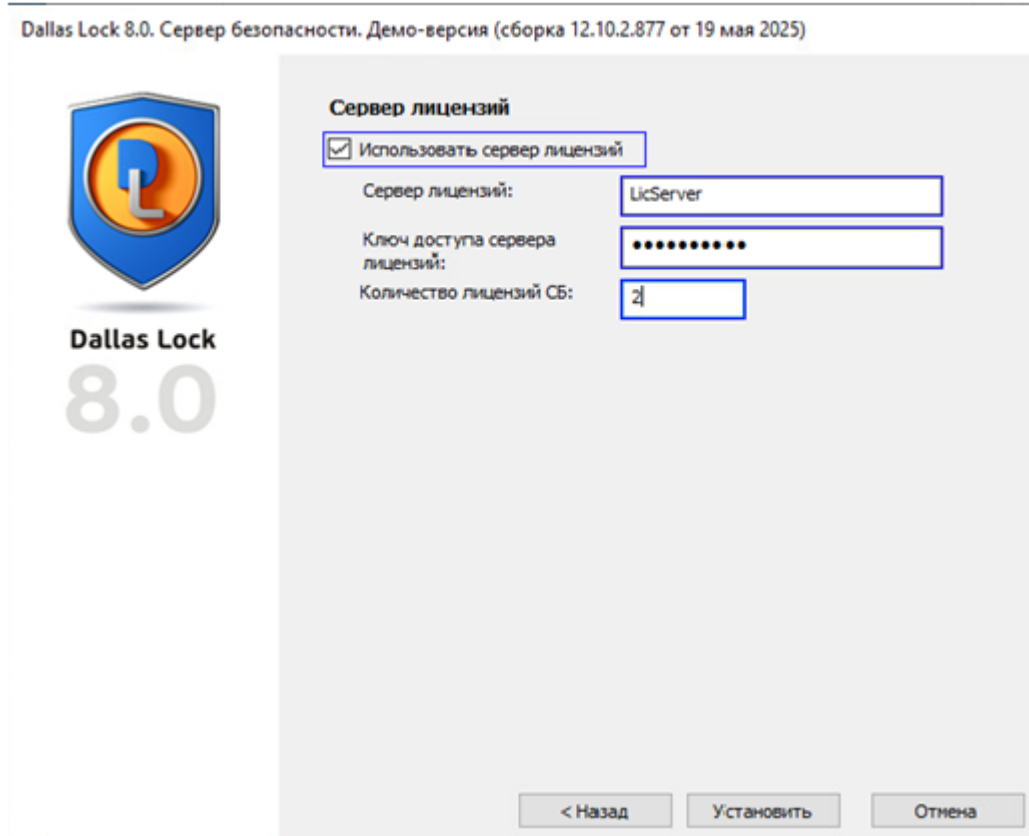 Dallas Lock 8.0. Сервер безопасности. Демо-версия (сборка 12.10.2.877 от 19 мая 2025)
Сервер лицензий
Использовать сервер лицензий
Сервер лицензий: LicServer
Ключ доступа сервера
лицензий: ●●●●●●●●●●
Количество лицензий СБ: 2
DL
Dallas Lock
8.0
< Назад Установить Отмена